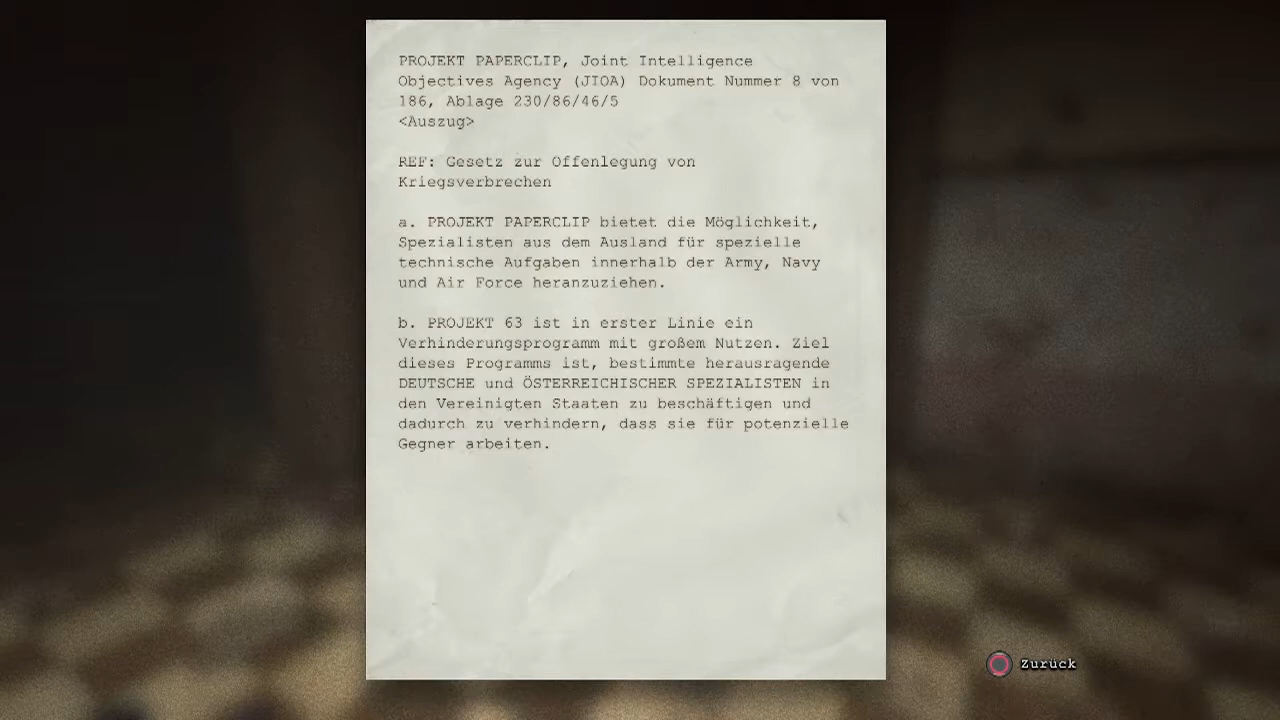 PROJEKT PAPERCLIP, Joint Intelligence
Objectives Agency (JIOA) Dokument Nummer 8 von
186, Ablage 230/86/46/5
<Auszug>
REF: Gesetz zur Offenlegung von
Kriegsverbrechen
a. PROJEKT PAPERCLIP bietet die Möglichkeit,
Spezialisten aus dem Ausland für spezielle
technische Aufgaben innerhalb der Army, Navy
und Air Force heranzuziehen.
b. PROJEKT 63 ist in erster Linie ein
Verhinderungsprogramm mit großem Nutzen. Ziel
dieses Programms ist, bestimmte herausragende
DEUTSCHE und ÖSTERREICHISCHER SPEZIALISTEN in
den Vereinigten Staaten zu beschäftigen und
dadurch zu verhindern, dass sie für potenzielle
Gegner arbeiten.
Zurück